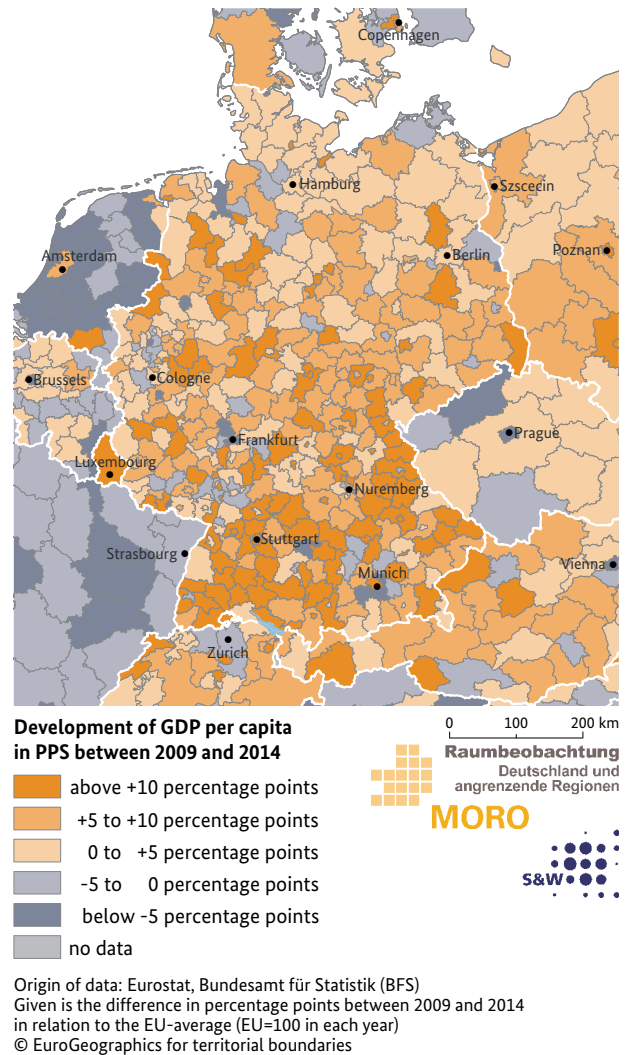 Copenhagen
Hamburg
Szscecin
Amsterdam
Berlin
Poznan
Brussels
Cologne
Frankfurt
Prague
Luxembourg
Nuremberg
Strasbourg
Stuttgart
Munich
Vienna
Zurich
Development of GDP per capita
in PPS between 2009 and 2014
above +10 percentage points
+5 to +10 percentage points
0 to +5 percentage points
-5 to 0 percentage points
below -5 percentage points
no data
0 100 200 km
Raumbeobachtung
Deutschland und
angrenzende Regionen
MORO
S&W
Origin of data: Eurostat, Bundesamt für Statistik (BFS)
Given is the difference in percentage points between 2009 and 2014
in relation to the EU-average (EU=100 in each year)
© EuroGeographics for territorial boundaries